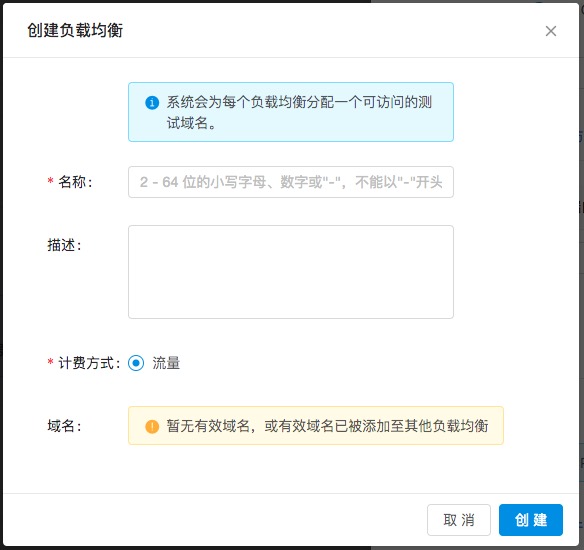 创建负载均衡
系统会为每个负载均衡分配一个可访问的测
试域名。
* 名称：
2 - 64 位的小写字母、数字或"-"，不能以"-"开头
描述：
* 计费方式：
流量
域名：
暂无有效域名，或有效域名已被添加至其他负载均衡
取 消
创 建